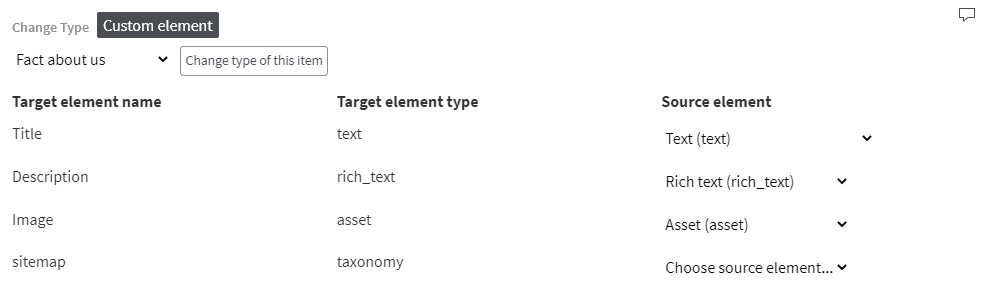 Change Type Custom element
Fact about us Change type of this item
Target element name Target element type Source element
Title text Text (text)
Description rich_text Rich text (rich_text)
Image asset Asset (asset)
sitemap taxonomy Choose source element...